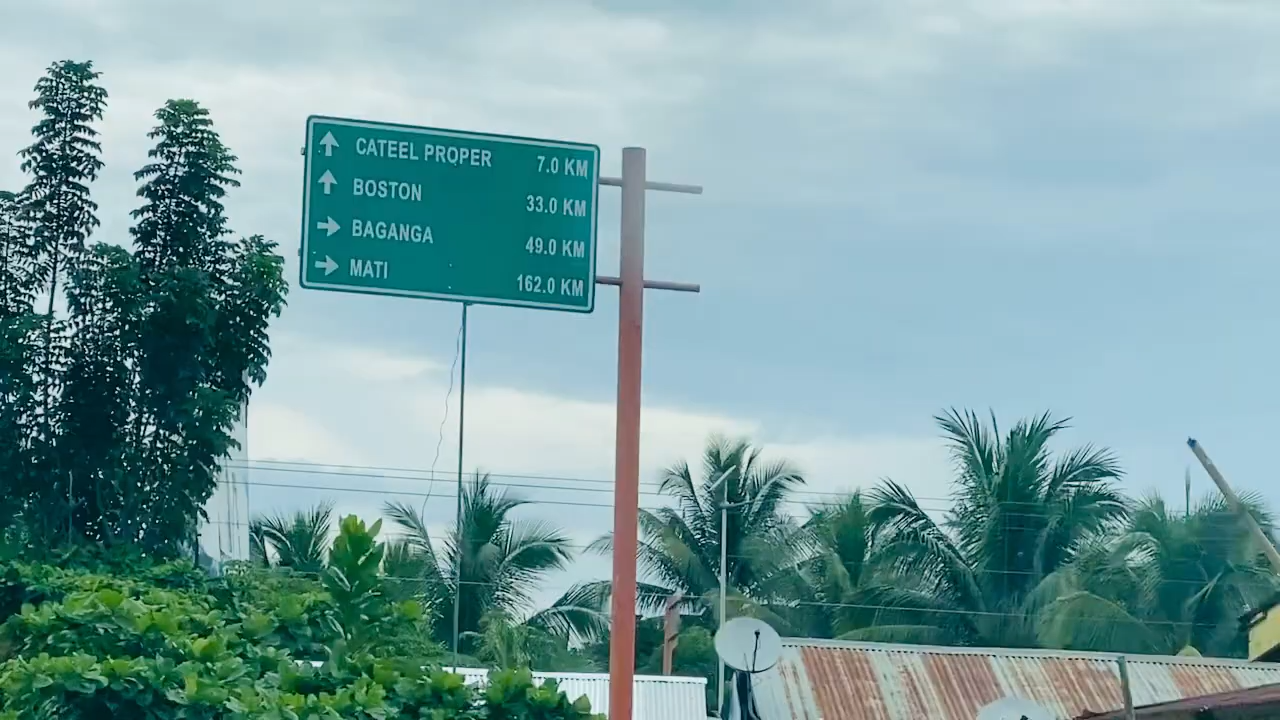 ↑ CATEEL PROPER 7.0 KM
↑ BOSTON 33.0 KM
→ BAGANGA 49.0 KM
→ MATI 162.0 KM